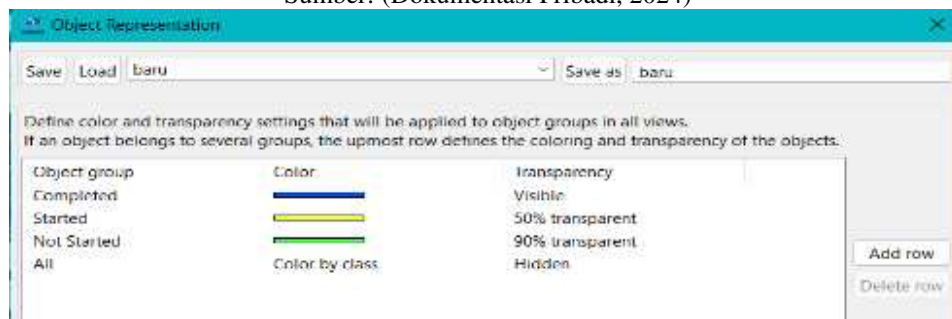 Sumber: (Dokumentasi Pribadi, 2024)
Object Representation
Save Load baru Save as baru
Define color and transparency settings that will be applied to object groups in all views.
If an object belongs to several groups, the upmost row defines the coloring and transparency of the objects.
Object group Color Transparency
Completed Visible
Started 50% transparent
Not Started 90% transparent
All Color by class Hidden
Add row
Delete row